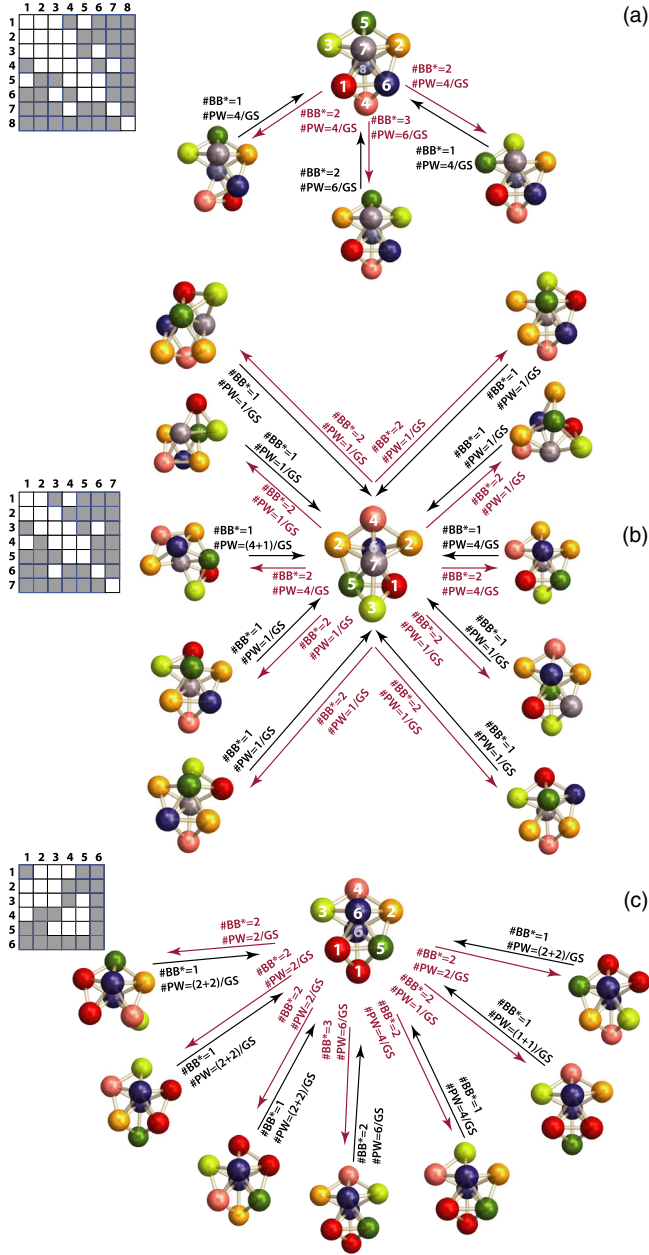 1 2 3 4 5 6 7 8
1
2
3
4
5
6
7
8
(a)
5
3 7 2
8
1 6
4
#BB*=1
#PW=4/GS
#BB*=2
#PW=4/GS
#BB*=3
#PW=6/GS
#BB*=2
#PW=6/GS
#BB*=2
#PW=4/GS
#BB*=1
#PW=4/GS
#BB*=1
#PW=1/GS
#BB*=2
#PW=1/GS
#BB*=2
#PW=1/GS
#BB*=1
#PW=1/GS
#BB*=1
#PW=1/GS
#BB*=2
#PW=1/GS
#BB*=1
#PW=1/GS
#BB*=2
#PW=1/GS
1 2 3 4 5 6 7
1
2
3
4
5
6
7
(b)
4
2 2
7
5 1
3
#BB*=1
#PW=(4+1)/GS
#BB*=2
#PW=4/GS
#BB*=1
#PW=4/GS
#BB*=2
#PW=4/GS
#BB*=1
#PW=1/GS
#BB*=2
#PW=1/GS
#BB*=2
#PW=1/GS
#BB*=1
#PW=1/GS
#BB*=1
#PW=1/GS
#BB*=2
#PW=1/GS
#BB*=2
#PW=1/GS
#BB*=1
#PW=1/GS
1 2 3 4 5 6
1
2
3
4
5
6
(c)
4
3 6 2
6
1 5
1
#BB*=2
#PW=2/GS
#BB*=1
#PW=(2+2)/GS
#BB*=2
#PW=2/GS
#BB*=1
#PW=(2+2)/GS
#BB*=2
#PW=2/GS
#BB*=1
#PW=(2+2)/GS
#BB*=3
#PW=6/GS
#BB*=2
#PW=6/GS
#BB*=2
#PW=4/GS
#BB*=1
#PW=4/GS
#BB*=2
#PW=1/GS
#BB*=1
#PW=(1+1)/GS
#BB*=2
#PW=2/GS
#BB*=1
#PW=(2+2)/GS